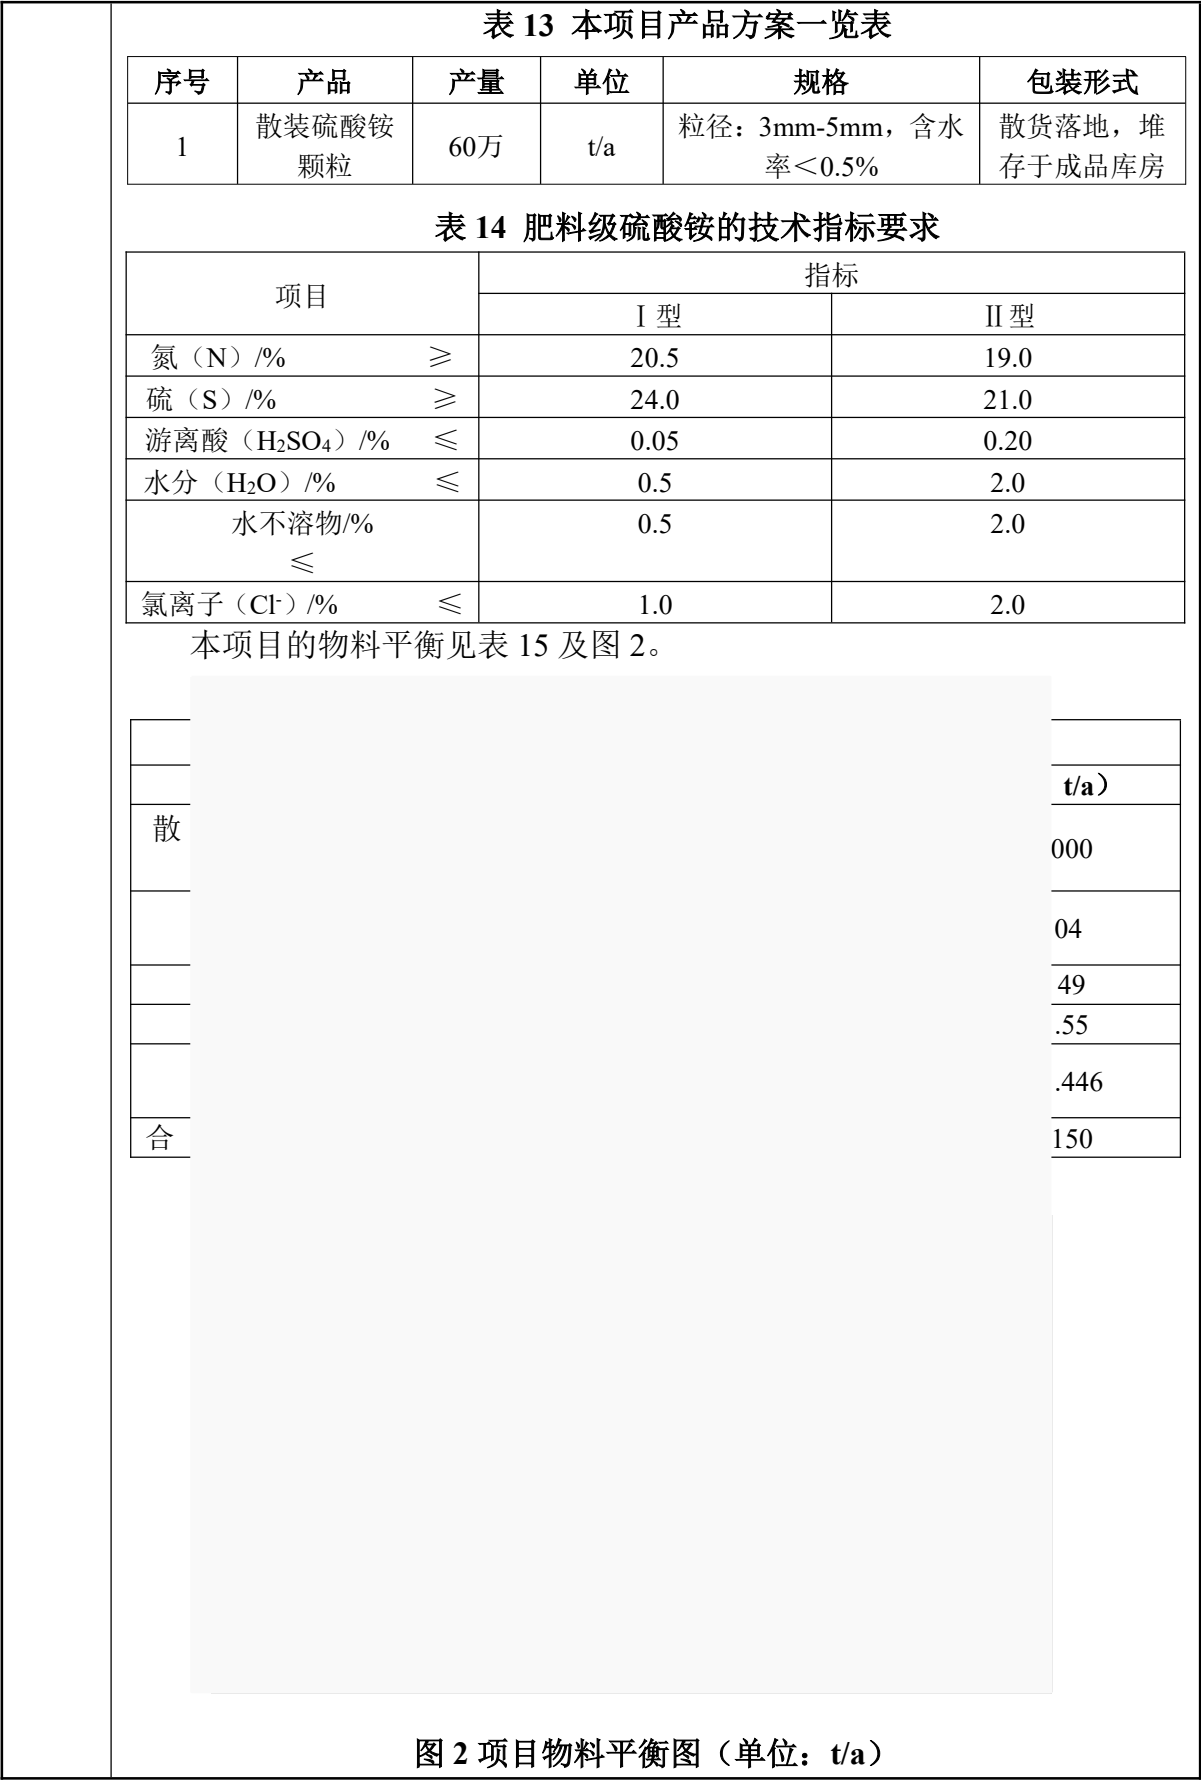 表 13 本项目产品方案一览表
序号 产品 产量 单位 规格 包装形式
1 散装硫酸铵颗粒 60万 t/a 粒径：3mm-5mm，含水率＜0.5% 散货落地，堆存于成品库房
表 14 肥料级硫酸铵的技术指标要求
项目 指标
Ⅰ型 Ⅱ型
氮（N）/% ≥ 20.5 19.0
硫（S）/% ≥ 24.0 21.0
游离酸（H₂SO₄）/% ≤ 0.05 0.20
水分（H₂O）/% ≤ 0.5 2.0
水不溶物/% 0.5 2.0
≤
氯离子（Cl⁻）/% ≤ 1.0 2.0
本项目的物料平衡见表 15 及图 2。
t/a）
散 000
04
49
.55
.446
合 150
图 2 项目物料平衡图（单位：t/a）